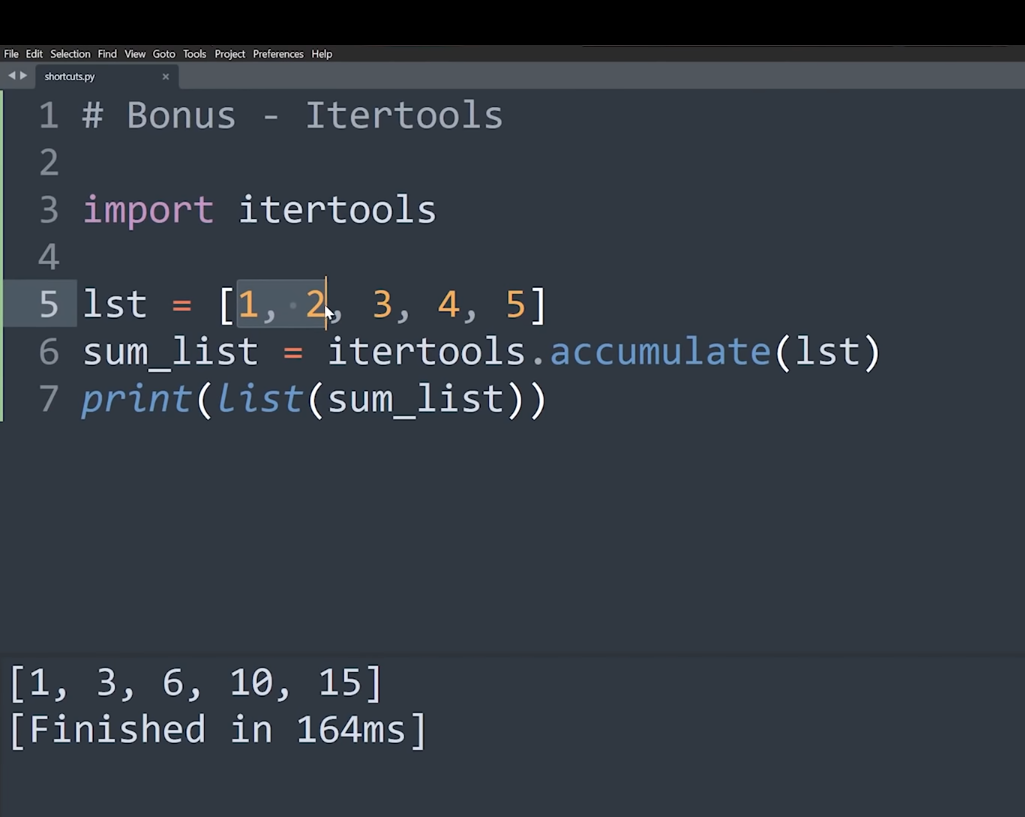 File Edit Selection Find View Goto Tools Project Preferences Help
shortcuts.py
1 # Bonus - Itertools
2
3 import itertools
4
5 lst = [1, 2, 3, 4, 5]
6 sum_list = itertools.accumulate(lst)
7 print(list(sum_list))
[1, 3, 6, 10, 15]
[Finished in 164ms]